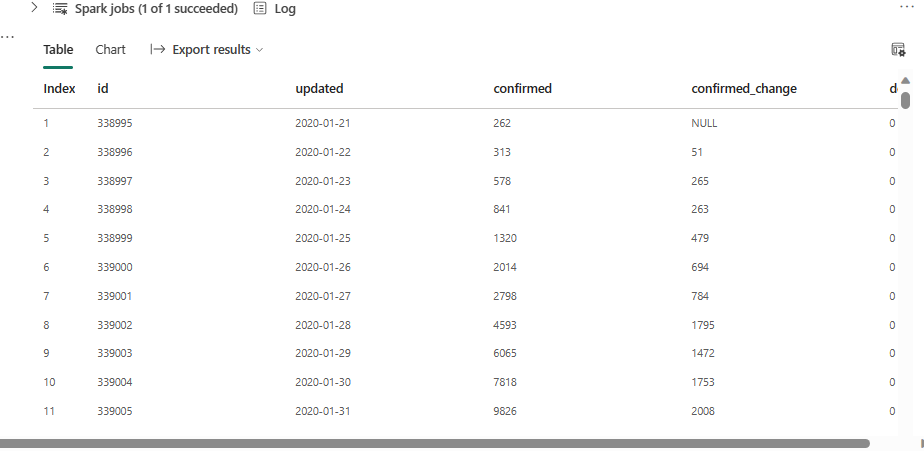 Spark jobs (1 of 1 succeeded) Log ...
...
Table Chart Export results
Index id updated confirmed confirmed_change d
1 338995 2020-01-21 262 NULL 0
2 338996 2020-01-22 313 51 0
3 338997 2020-01-23 578 265 0
4 338998 2020-01-24 841 263 0
5 338999 2020-01-25 1320 479 0
6 339000 2020-01-26 2014 694 0
7 339001 2020-01-27 2798 784 0
8 339002 2020-01-28 4593 1795 0
9 339003 2020-01-29 6065 1472 0
10 339004 2020-01-30 7818 1753 0
11 339005 2020-01-31 9826 2008 0